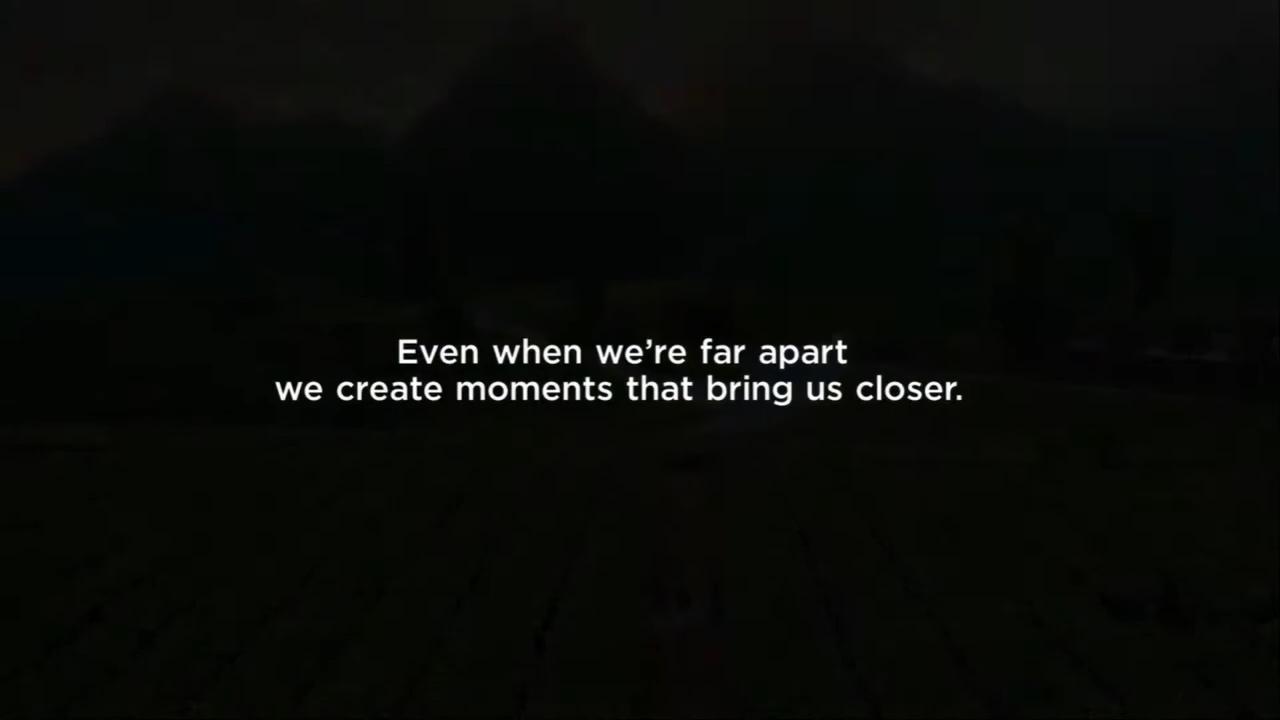 Even when we’re far apart
we create moments that bring us closer.